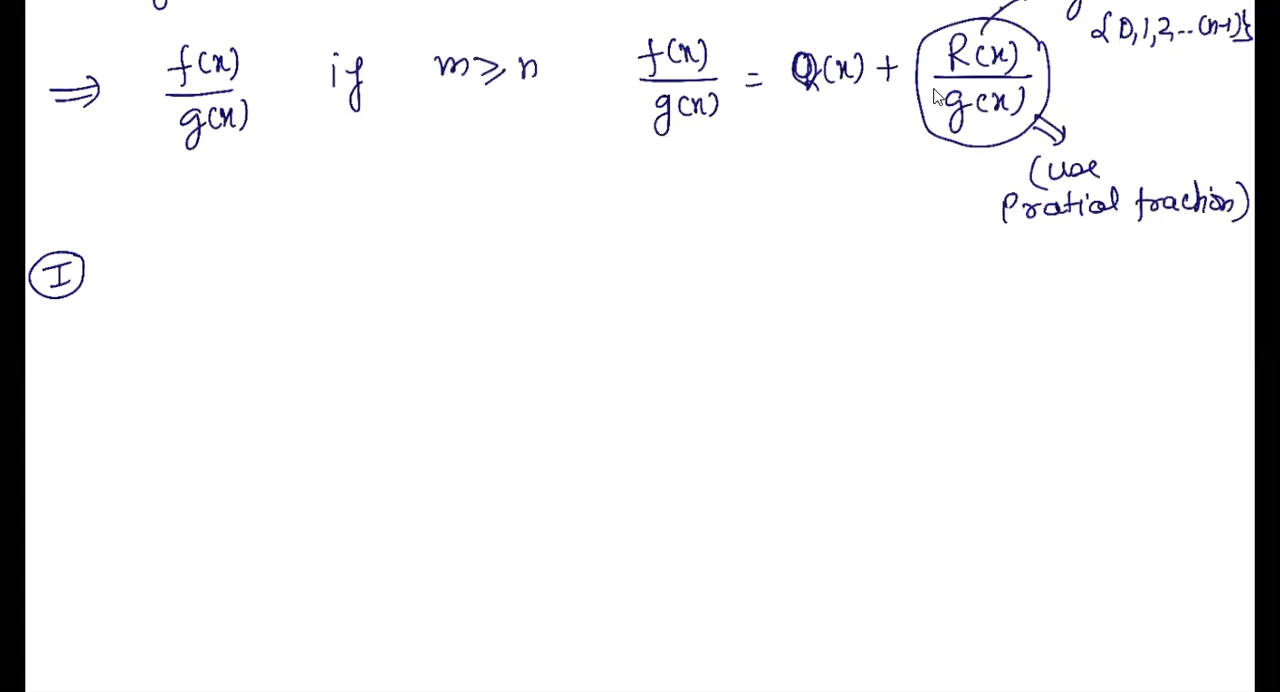 {0,1,2,..(n-1)}
⇒ f(x)/g(x) if m ≥ n f(x)/g(x) = Q(x) + R(x)/g(x)
(use
Pratial fraction)
I